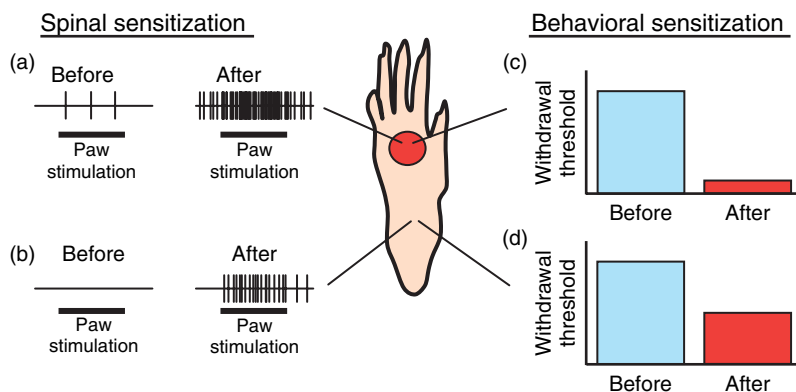 Spinal sensitization
Behavioral sensitization
(a)
Before
After
Paw
stimulation
Paw
stimulation
(b)
Before
After
Paw
stimulation
Paw
stimulation
(c)
Withdrawal
threshold
Before
After
(d)
Withdrawal
threshold
Before
After